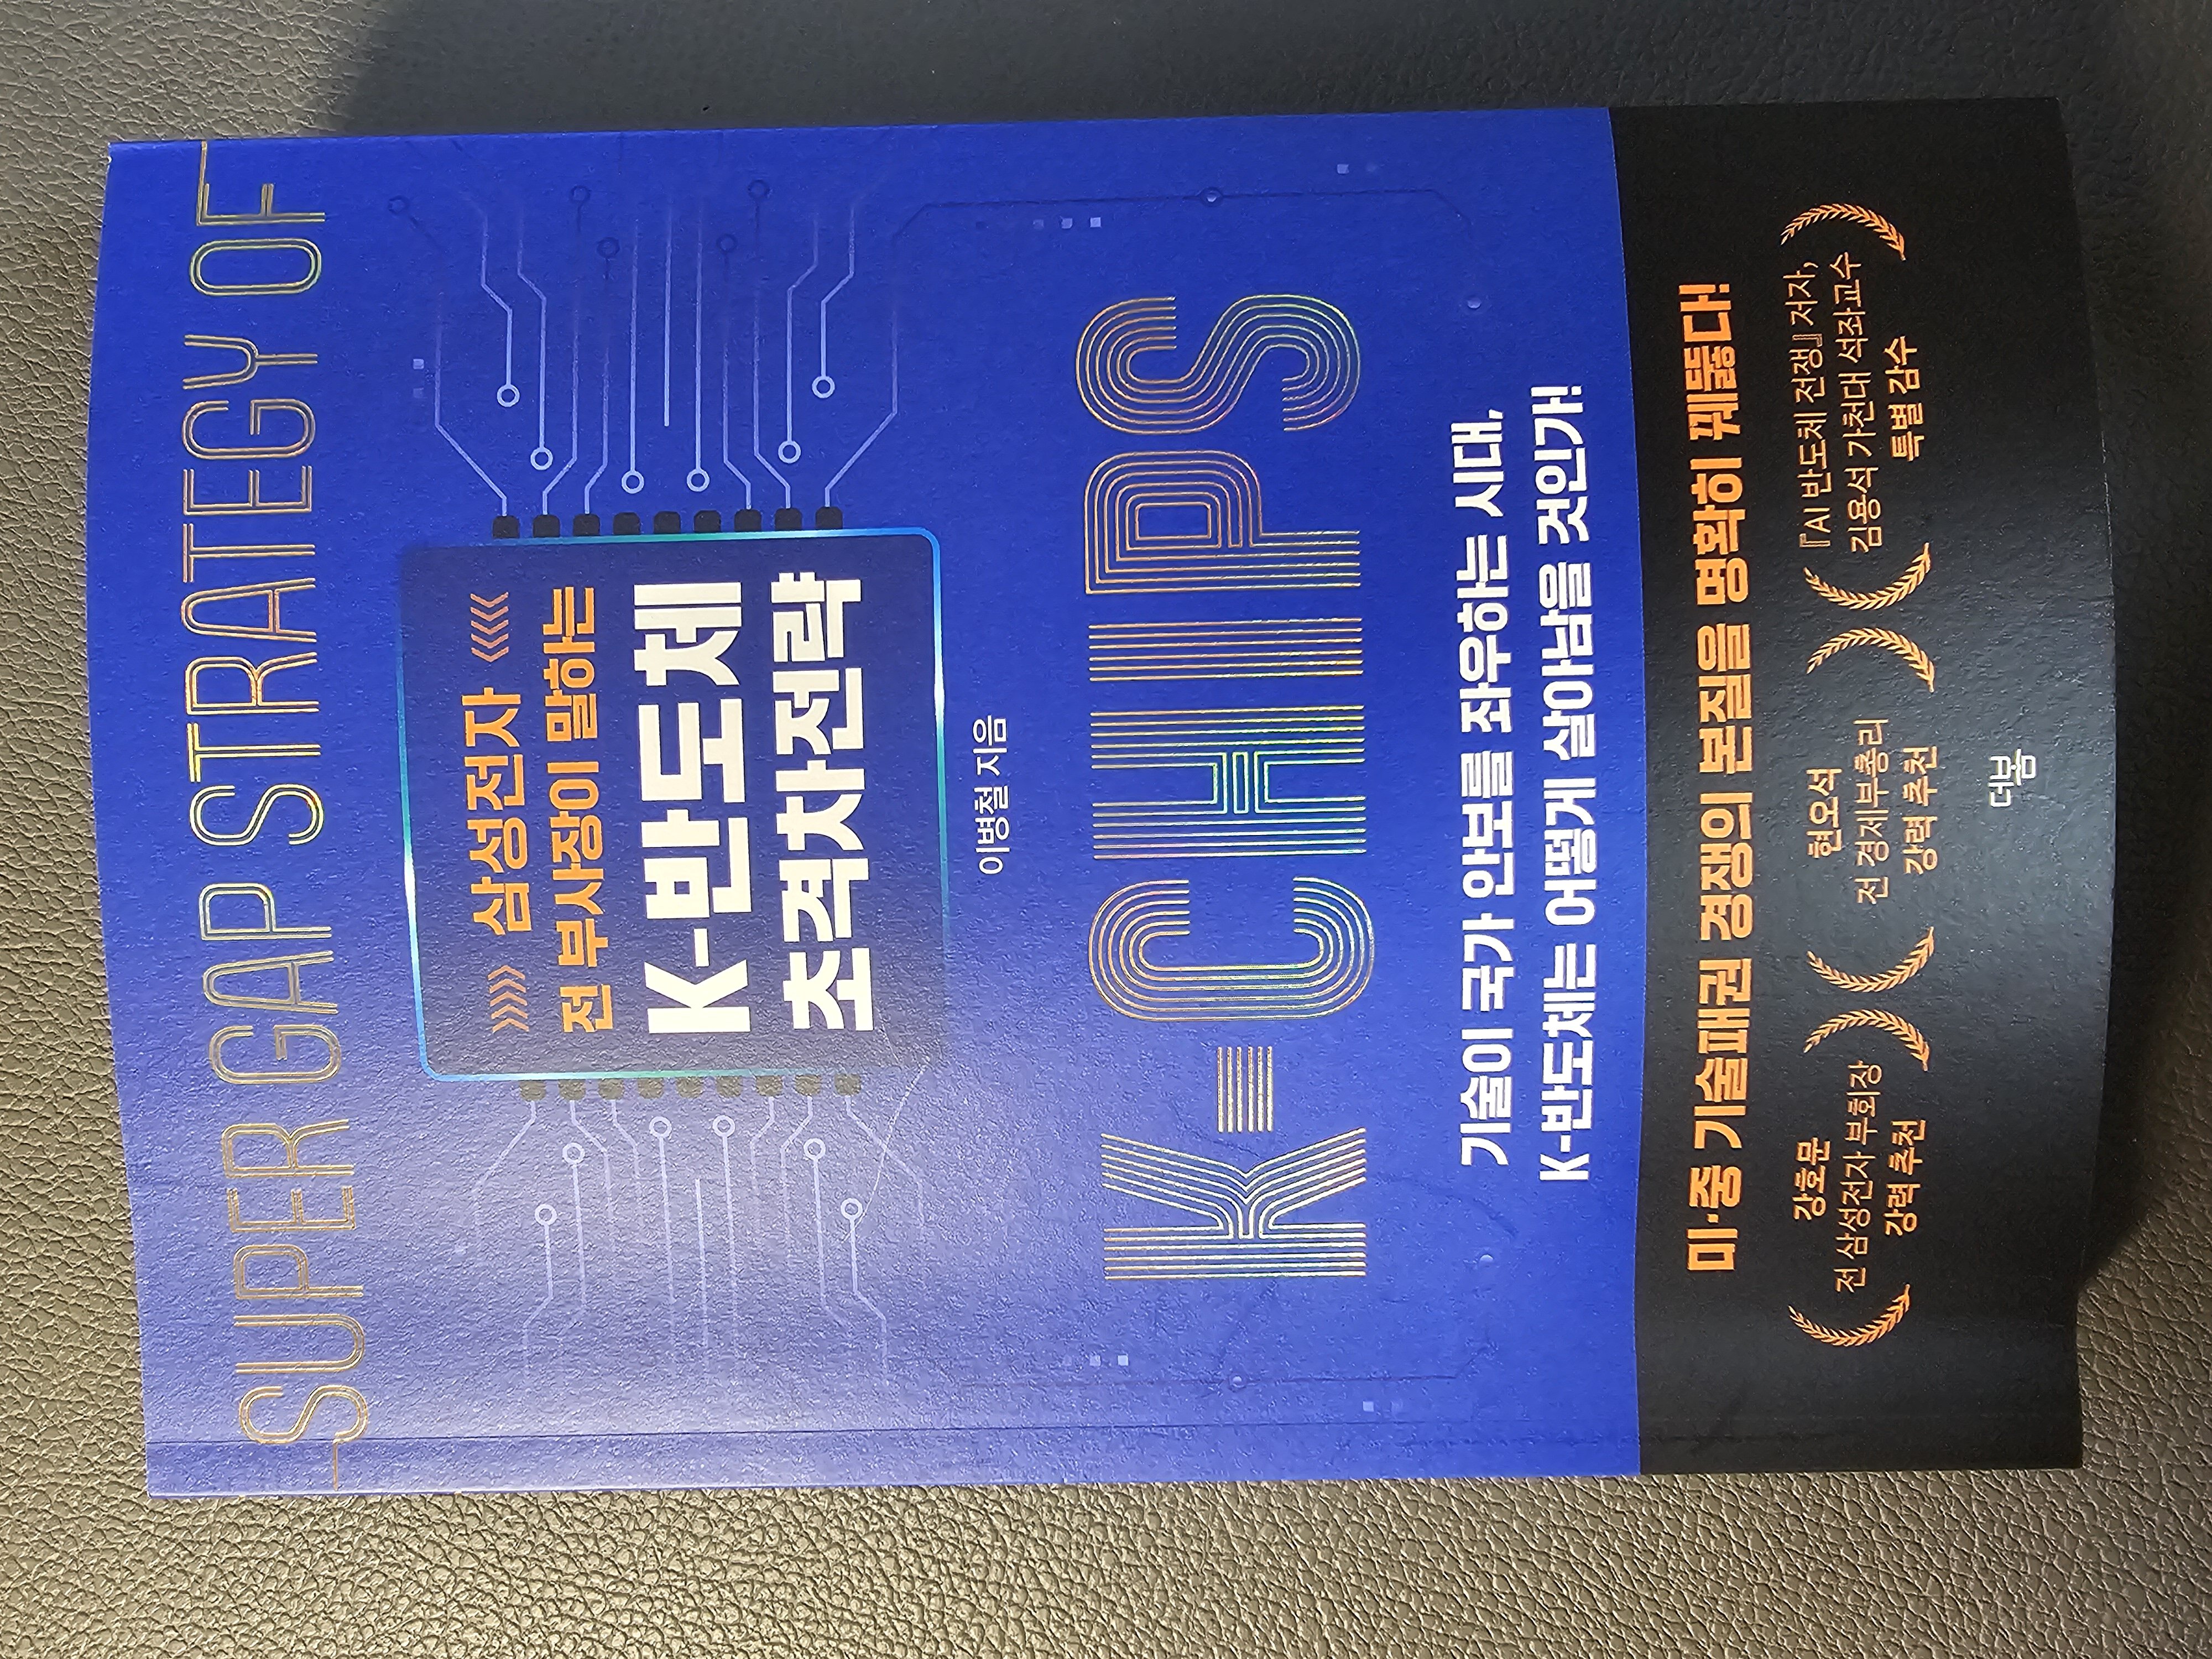 SUPER GAP STRATEGY OF
삼성전자
전 부사장이 말하는
K-반도체
초격차전략
이병철 지음
K-CHIPS
기술이 국가 안보를 좌우하는 시대,
K-반도체는 어떻게 살아남을 것인가!
미·중 기술패권 경쟁의 본질을 명확히 꿰뚫다!
강호문
전 삼성전자 부회장
강력 추천
현오석
전 경제부총리
강력 추천
『AI 반도체 전쟁』 저자,
김용석 가천대 석좌교수
특별 감수
더봄